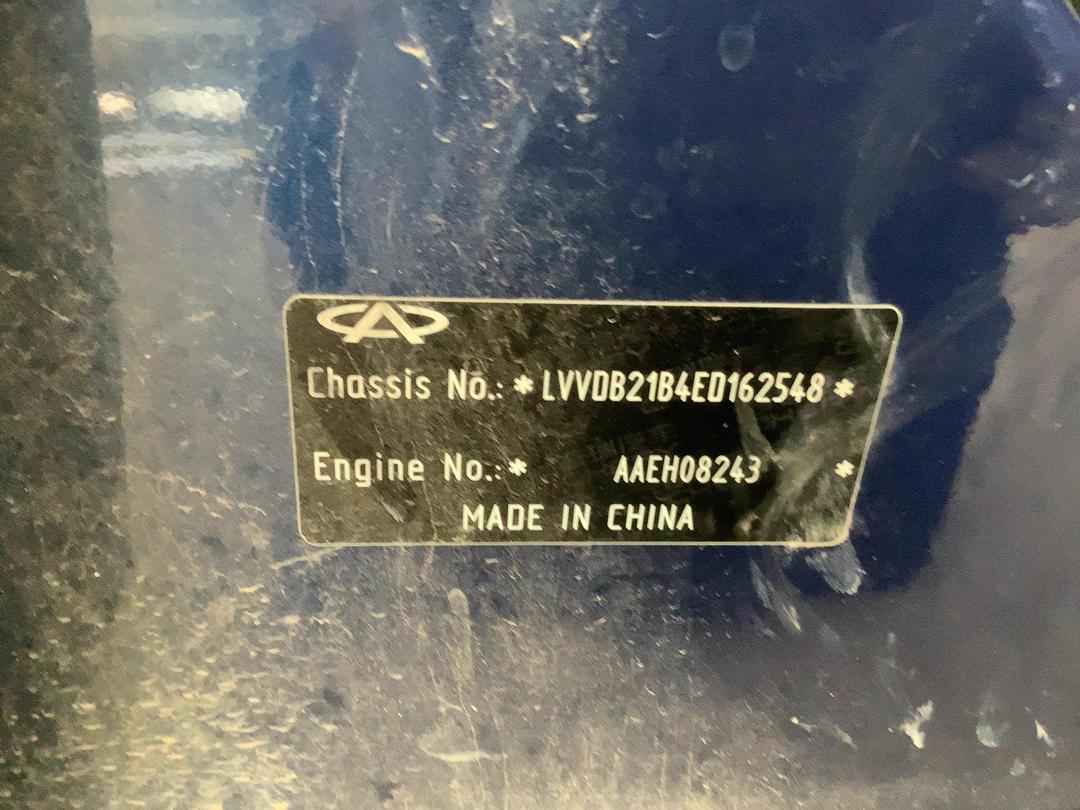 Chassis No.: * LVVDB21B4ED162548 *
Engine No.: * AAEH08243 *
MADE IN CHINA